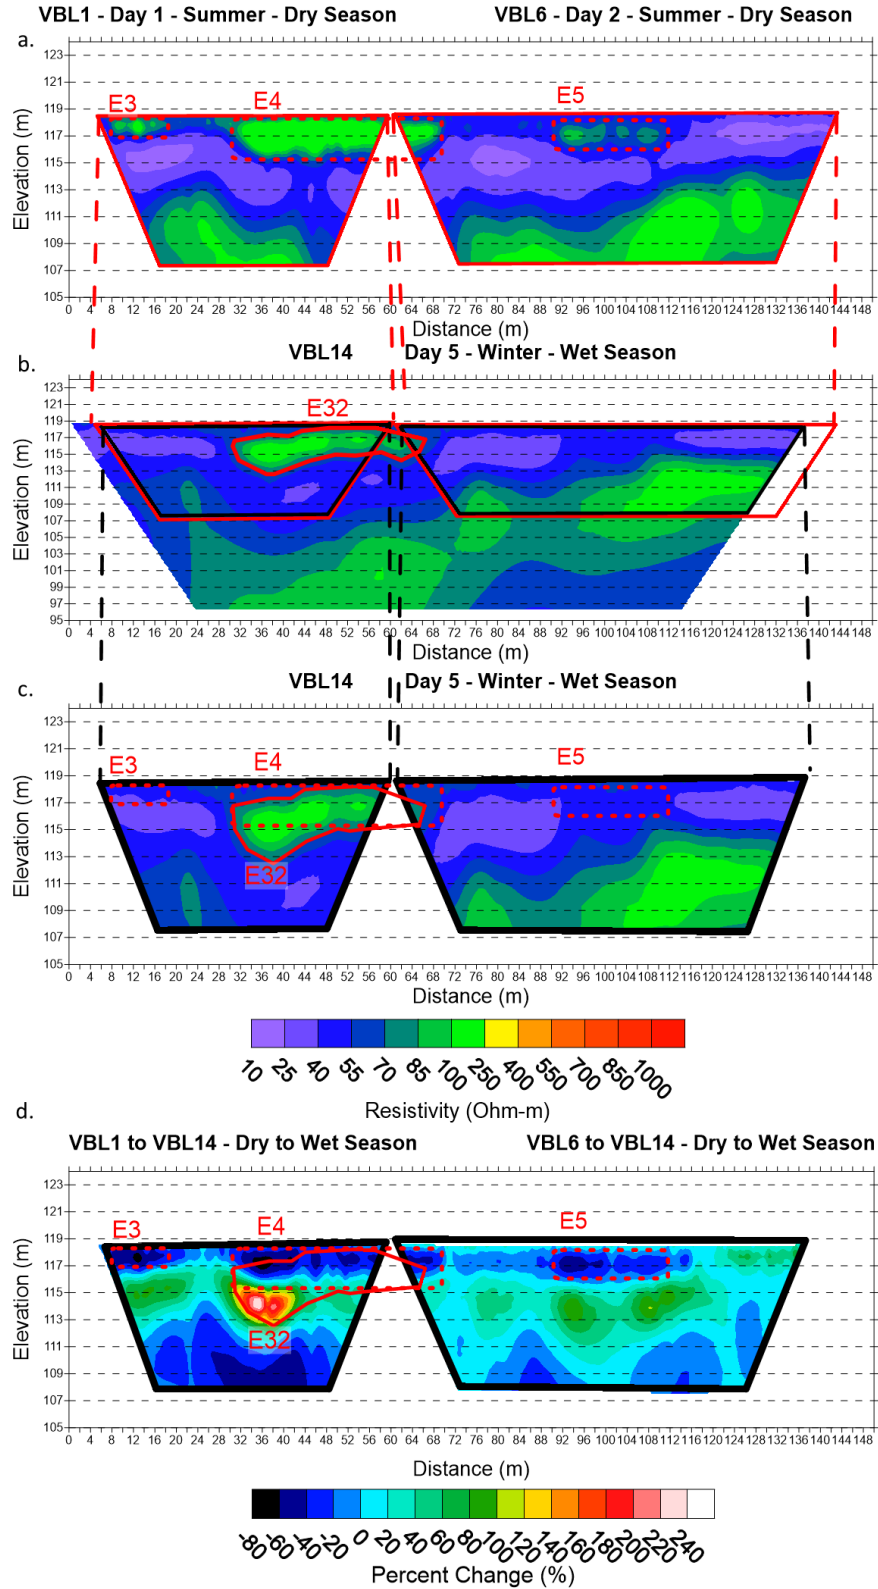 VBL1 - Day 1 - Summer - Dry Season VBL6 - Day 2 - Summer - Dry Season
a.
123
121
119
117
115
113
111
109
107
105
Elevation (m)
E3 E4 E5
0 4 8 12 16 20 24 28 32 36 40 44 48 52 56 60 64 68 72 76 80 84 88 92 96 100 104 108 112 116 120 124 128 132 136 140 144 148
Distance (m)
VBL14 Day 5 - Winter - Wet Season
b.
123
121
119
117
115
113
111
109
107
105
103
101
99
97
95
Elevation (m)
E32
0 4 8 12 16 20 24 28 32 36 40 44 48 52 56 60 64 68 72 76 80 84 88 92 96 100 104 108 112 116 120 124 128 132 136 140 144 148
Distance (m)
VBL14 Day 5 - Winter - Wet Season
c.
123
121
119
117
115
113
111
109
107
105
Elevation (m)
E3 E4 E5
E32
0 4 8 12 16 20 24 28 32 36 40 44 48 52 56 60 64 68 72 76 80 84 88 92 96 100 104 108 112 116 120 124 128 132 136 140 144 148
Distance (m)
10 25 40 55 70 85 100 250 400 550 700 850 1000
Resistivity (Ohm-m)
d.
VBL1 to VBL14 - Dry to Wet Season VBL6 to VBL14 - Dry to Wet Season
123
121
119
117
115
113
111
109
107
105
Elevation (m)
E3 E4 E5
E32
0 4 8 12 16 20 24 28 32 36 40 44 48 52 56 60 64 68 72 76 80 84 88 92 96 100 104 108 112 116 120 124 128 132 136 140 144 148
Distance (m)
-80 -60 -40 -20 0 20 40 60 80 100 120 140 160 180 200 220 240
Percent Change (%)